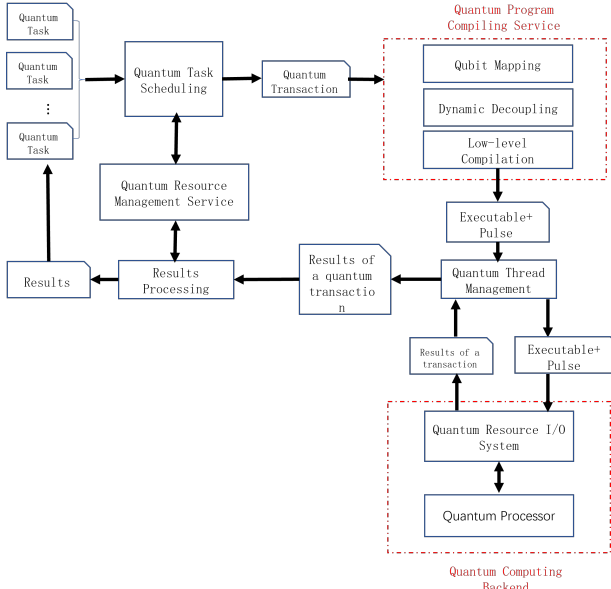 Quantum
Task
Quantum
Task
...
Quantum
Task
Quantum Task
Scheduling
Quantum
Transaction
Quantum Program
Compiling Service
Qubit Mapping
Dynamic Decoupling
Low-level
Compilation
Quantum Resource
Management Service
Executable+
Pulse
Results
Results
Processing
Results of
a quantum
transactio
n
Quantum Thread
Management
Results of a
transaction
Executable+
Pulse
Quantum Resource I/O
System
Quantum Processor
Quantum Computing
Backend